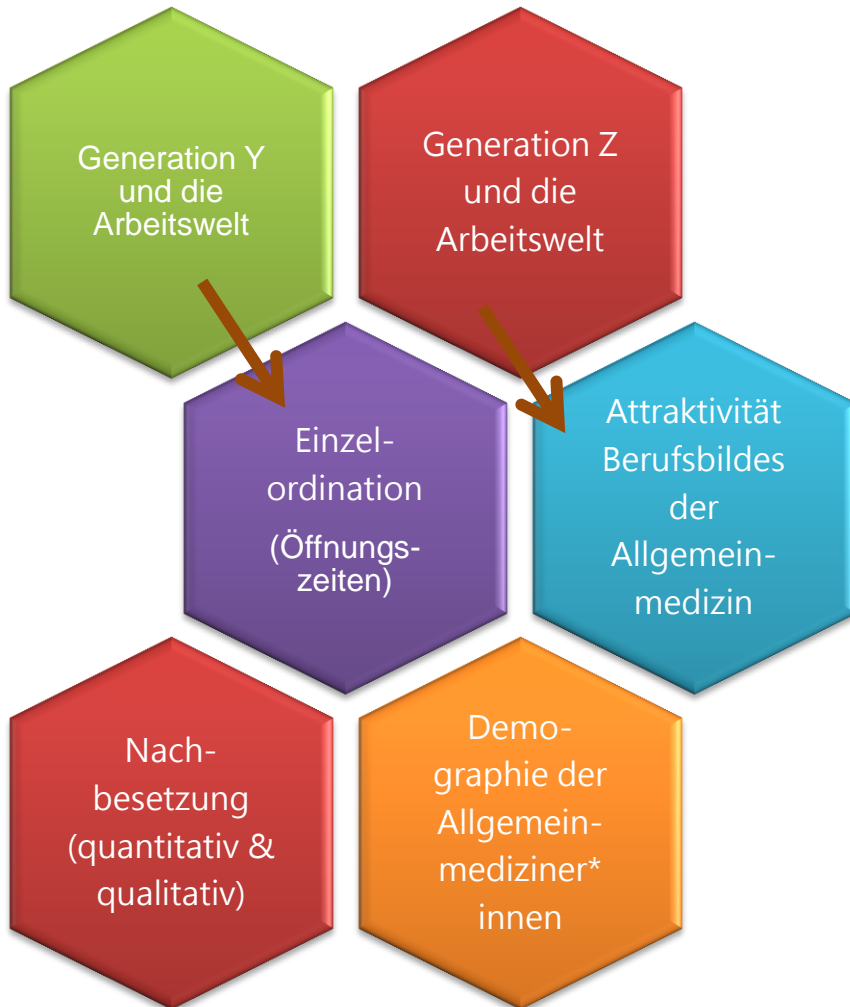 Generation Y
und die
Arbeitswelt
Generation Z
und die
Arbeitswelt
Einzel-
ordination
(Öffnungs-
zeiten)
Attraktivität
Berufsbildes
der
Allgemein-
medizin
Nach-
besetzung
(quantitativ &
qualitativ)
Demo-
graphie der
Allgemein-
mediziner*
innen